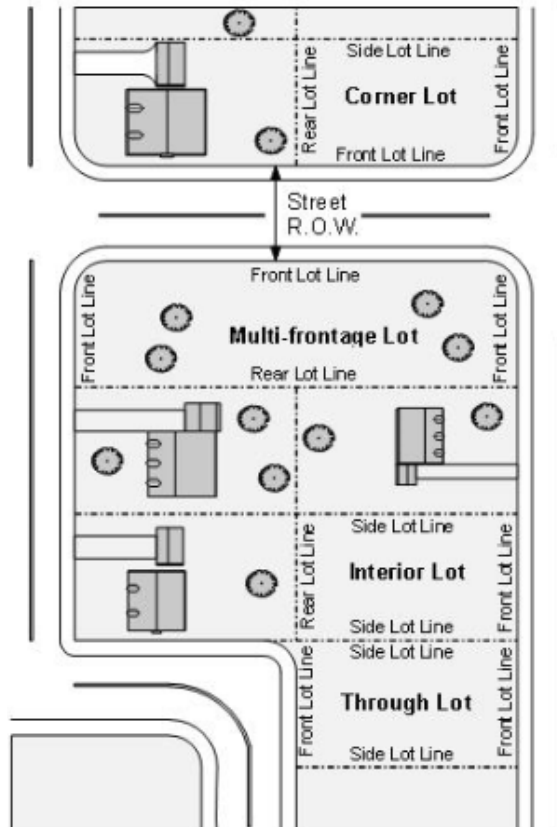 Side Lot Line
Rear Lot Line
Corner Lot
Front Lot Line
Front Lot Line
Street
R.O.W.
Front Lot Line
Front Lot Line
Multi-frontage Lot
Front Lot Line
Rear Lot Line
Side Lot Line
Rear Lot Line
Interior Lot
Front Lot Line
Side Lot Line
Side Lot Line
Front Lot Line
Through Lot
Front Lot Line
Side Lot Line